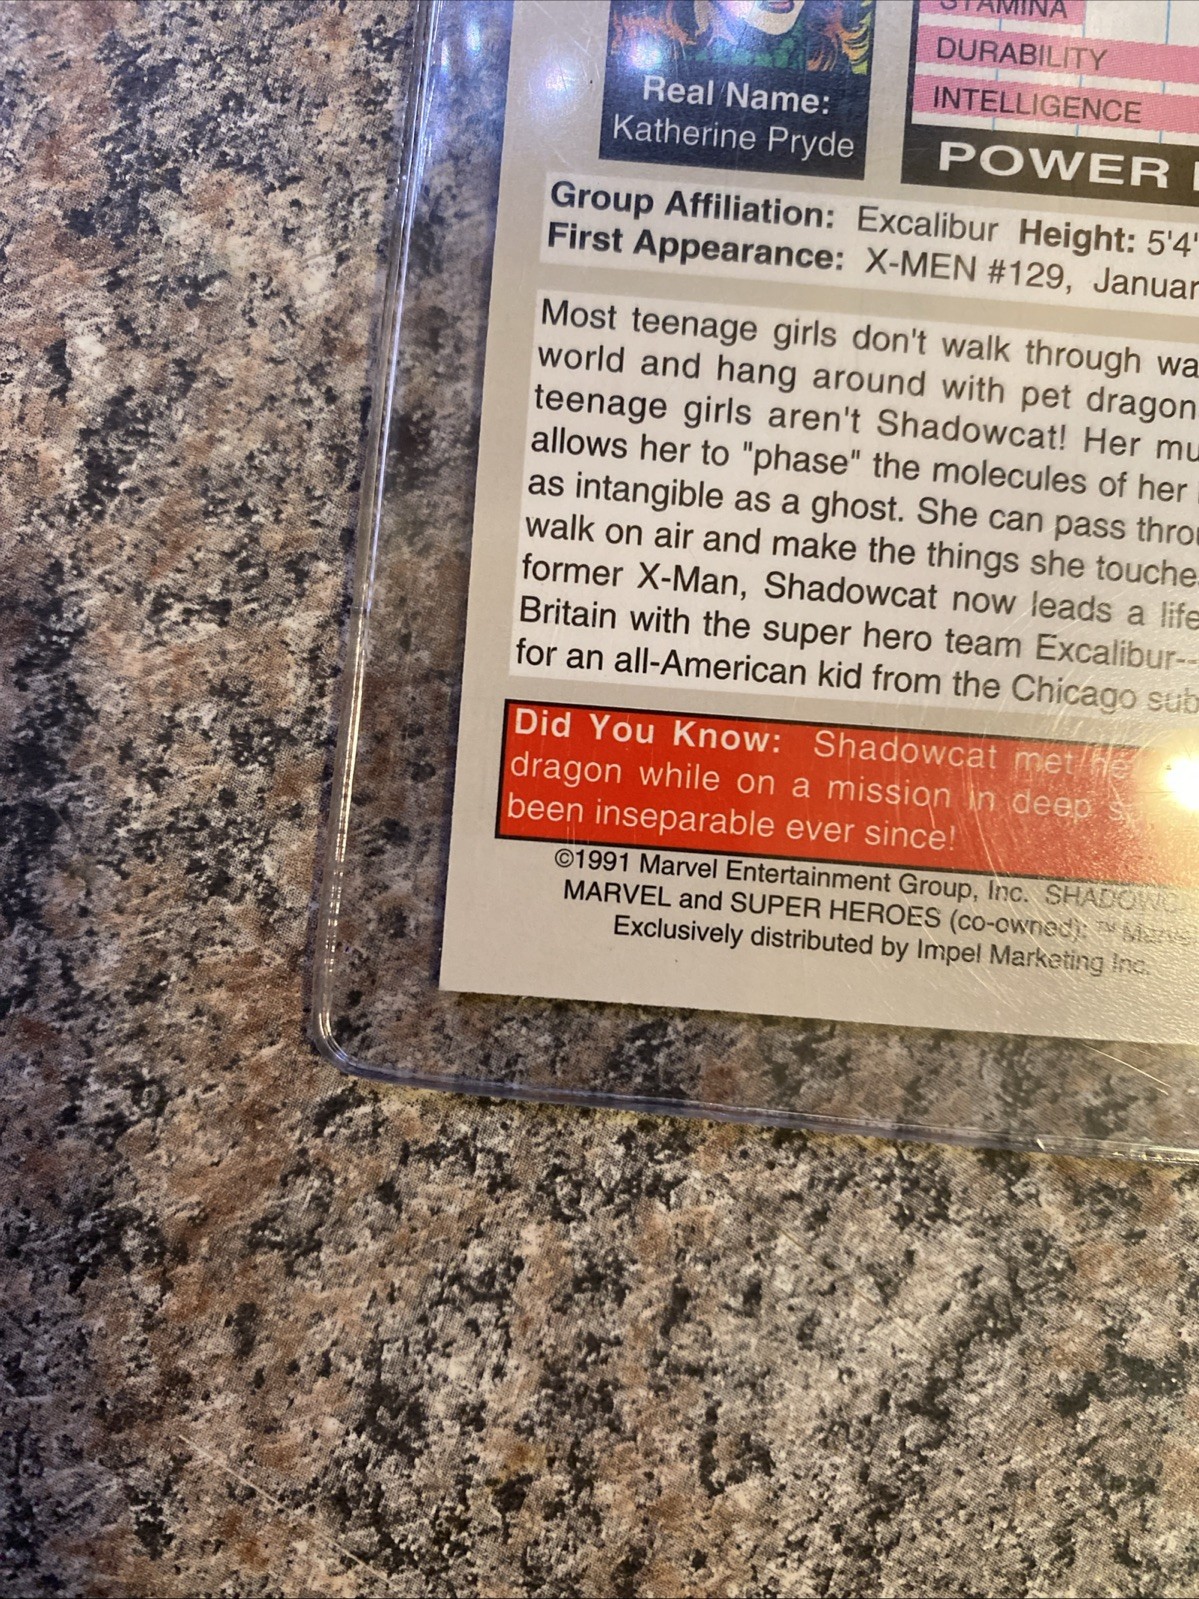 STAMINA
DURABILITY
INTELLIGENCE
POWER
Real Name:
Katherine Pryde
Group Affiliation: Excalibur Height: 5'4'
First Appearance: X-MEN #129, Januar
Most teenage girls don't walk through wa
world and hang around with pet dragon
teenage girls aren't Shadowcat! Her mu
allows her to "phase" the molecules of her
as intangible as a ghost. She can pass throu
walk on air and make the things she touche
former X-Man, Shadowcat now leads a life
Britain with the super hero team Excalibur--
for an all-American kid from the Chicago sub
Did You Know: Shadowcat met he
dragon while on a mission in deep s
been inseparable ever since!
©1991 Marvel Entertainment Group, Inc. SHADOWC
MARVEL and SUPER HEROES (co-owned): ™ Marvel
Exclusively distributed by Impel Marketing Inc.